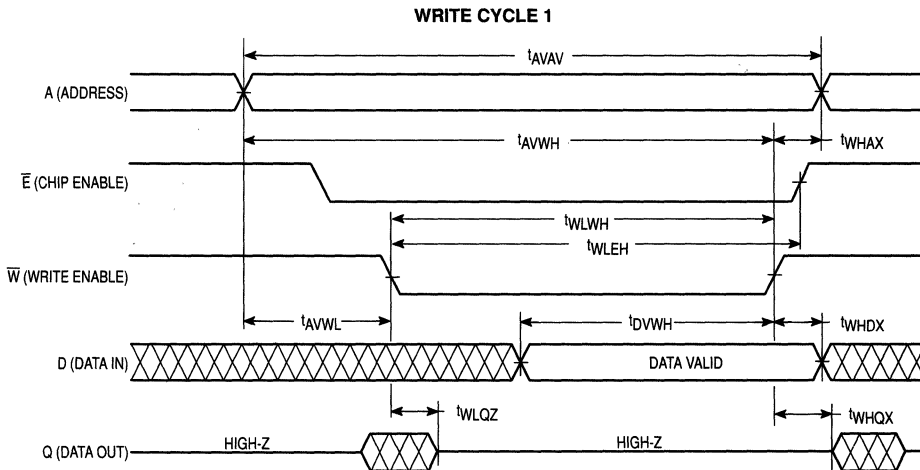 WRITE CYCLE 1
tAVAV
A (ADDRESS)
tAVWH
tWHAX
E̅ (CHIP ENABLE)
tWLWH
tWLEH
W̅ (WRITE ENABLE)
tAVWL
tDVWH
tWHDX
D (DATA IN)
DATA VALID
tWLQZ
tWHQX
Q (DATA OUT)
HIGH-Z
HIGH-Z